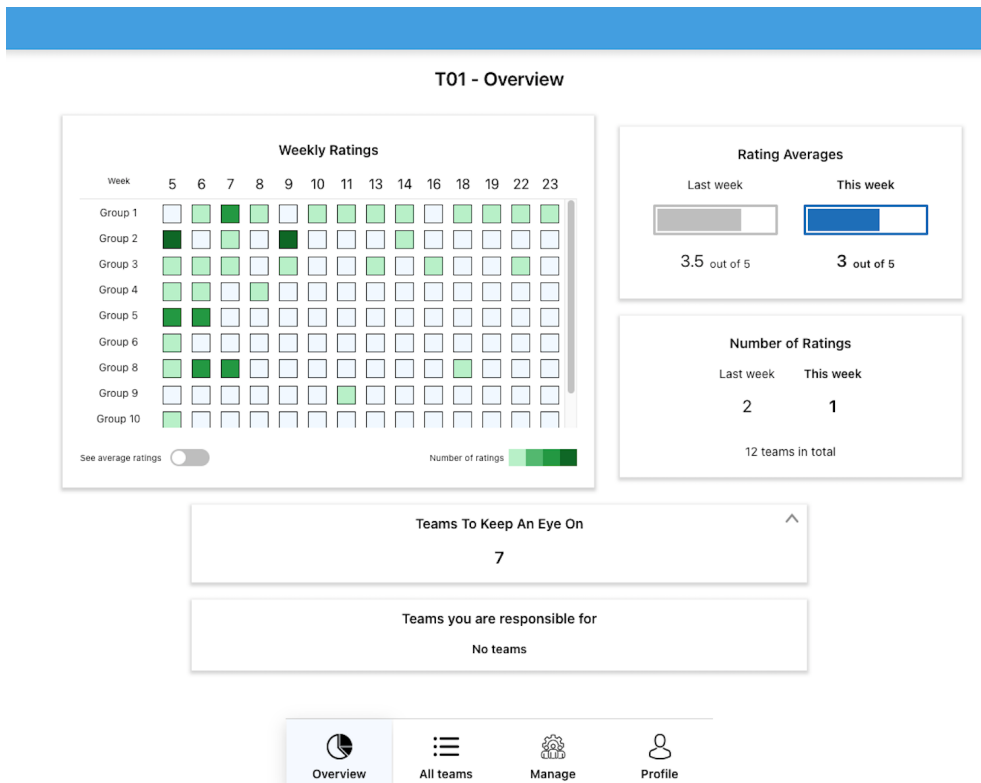 T01 - Overview
Weekly Ratings
Week 5 6 7 8 9 10 11 13 14 16 18 19 22 23
Group 1
Group 2
Group 3
Group 4
Group 5
Group 6
Group 8
Group 9
Group 10
See average ratings
Number of ratings
Rating Averages
Last week This week
3.5 out of 5 3 out of 5
Number of Ratings
Last week This week
2 1
12 teams in total
Teams To Keep An Eye On
7
Teams you are responsible for
No teams
Overview All teams Manage Profile